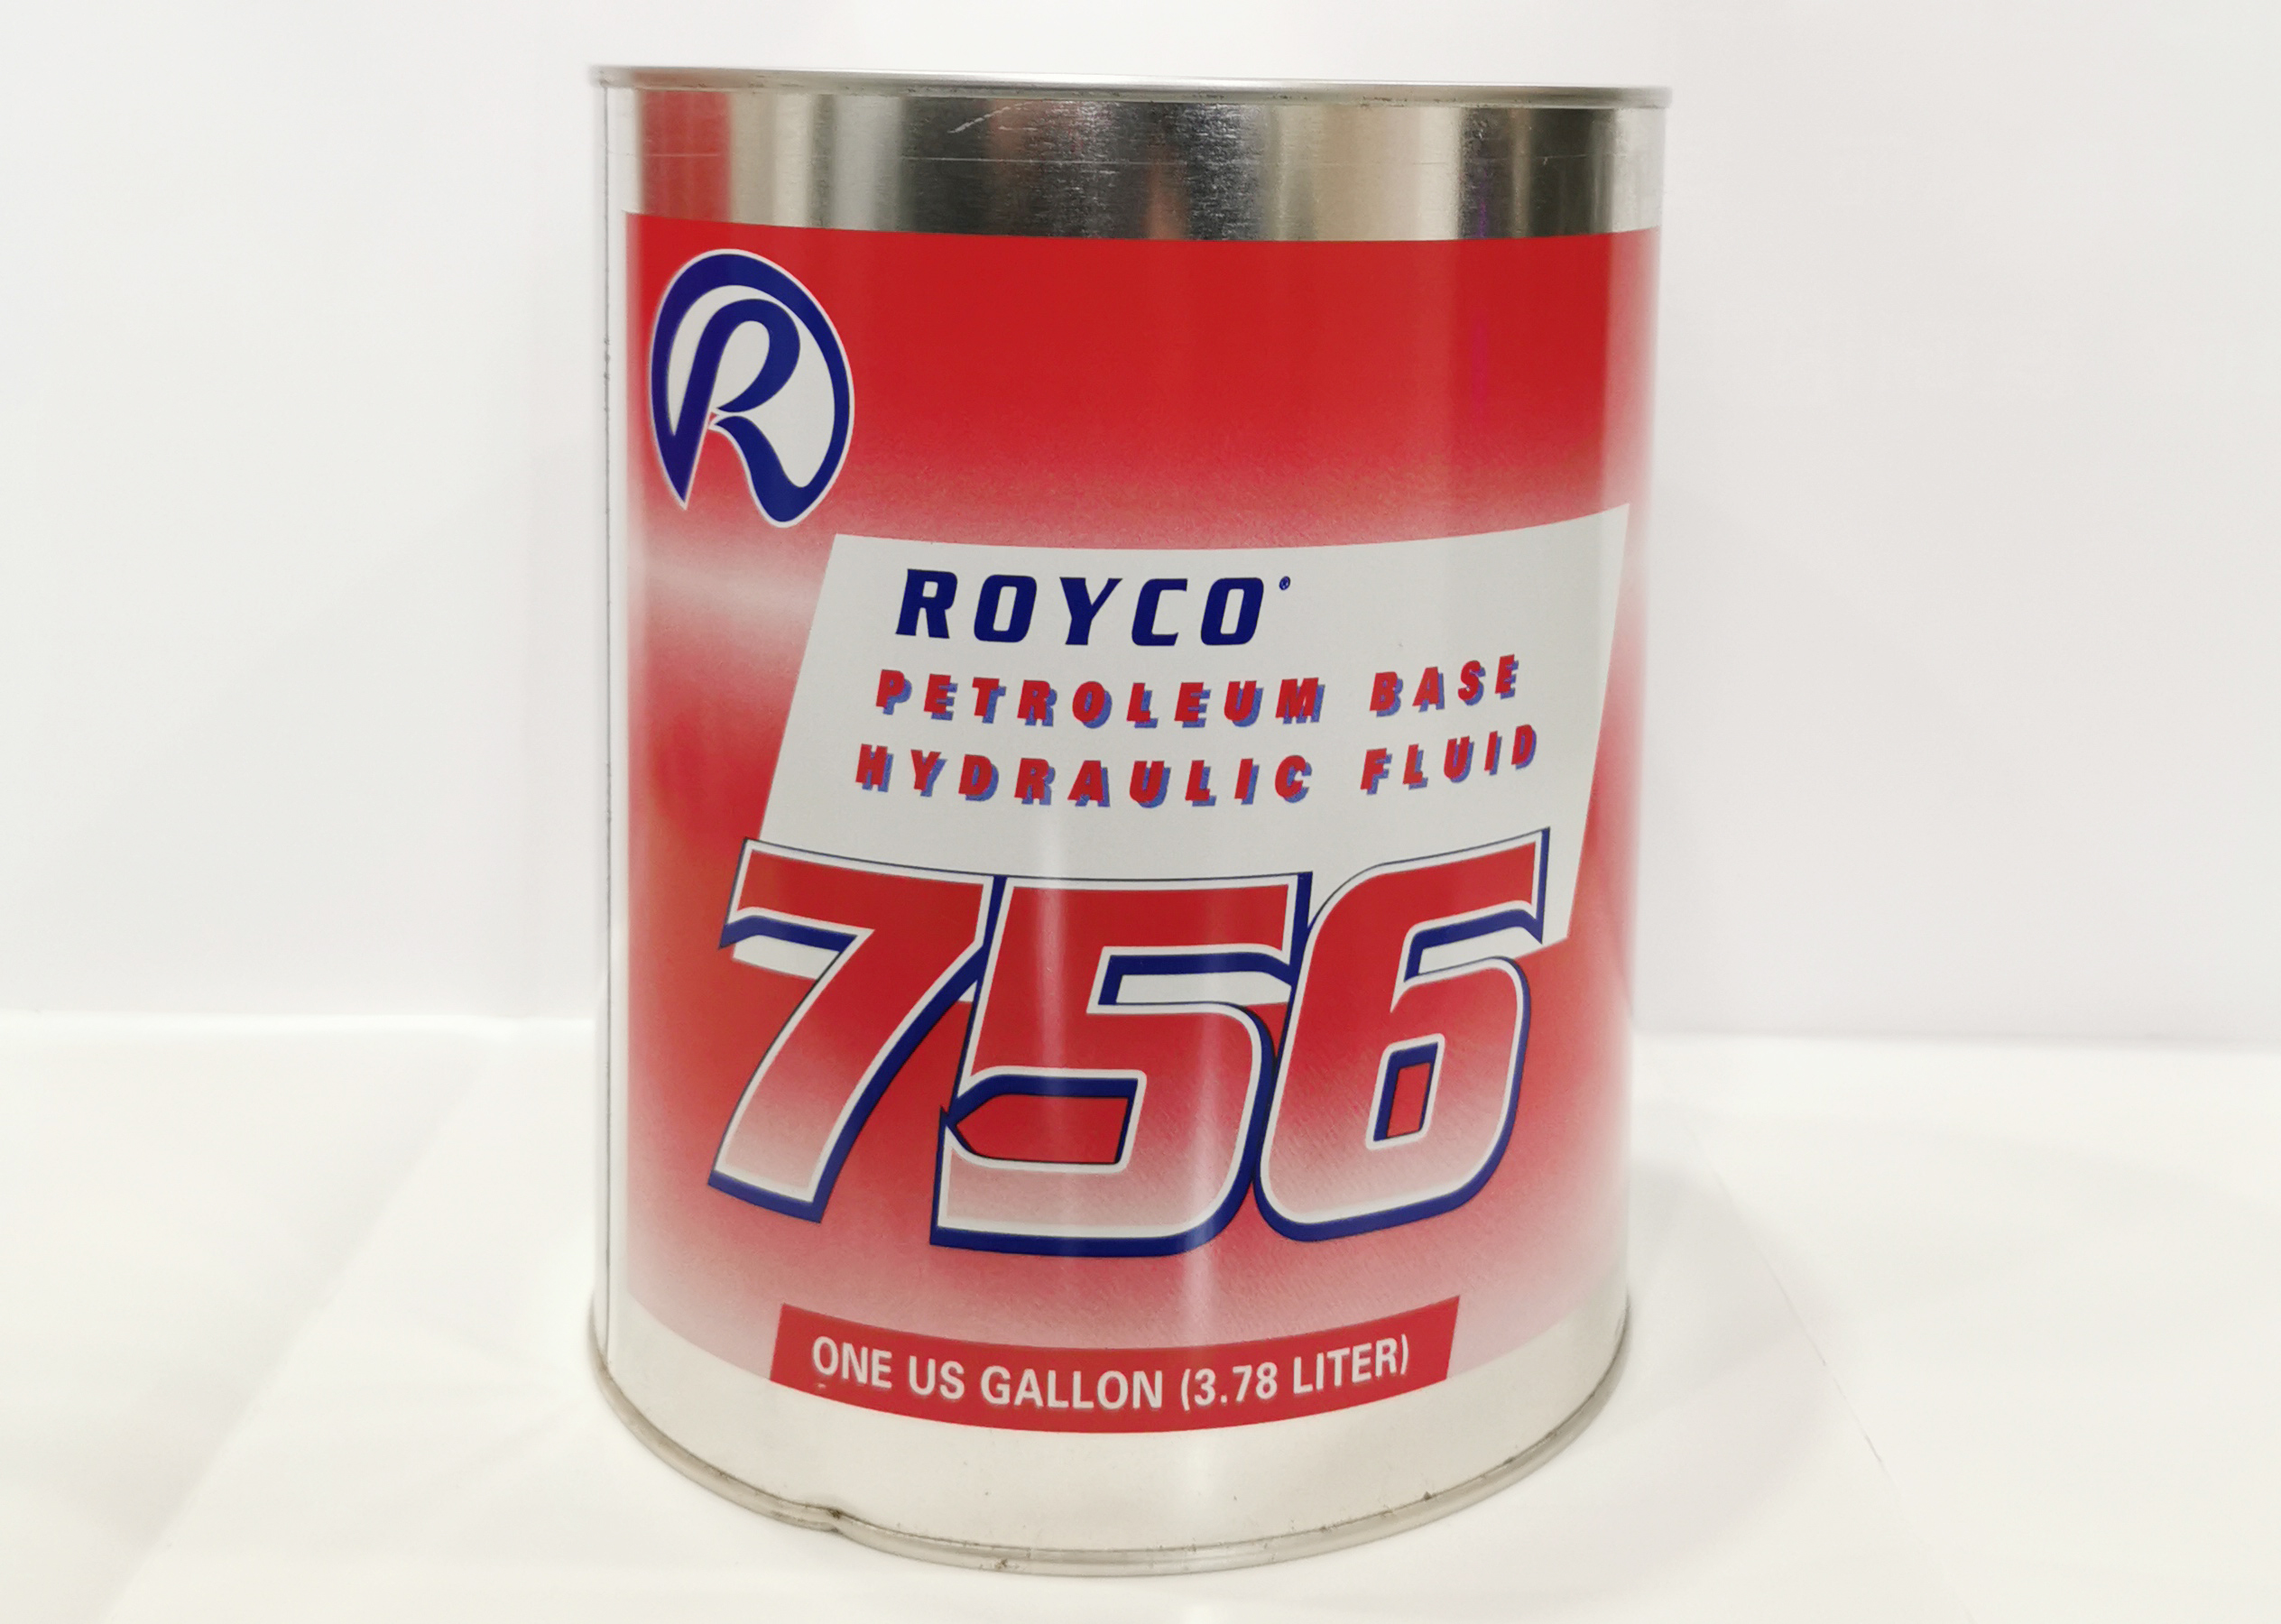 R
ROYCO®
PETROLEUM BASE
HYDRAULIC FLUID
756
ONE US GALLON (3.78 LITER)